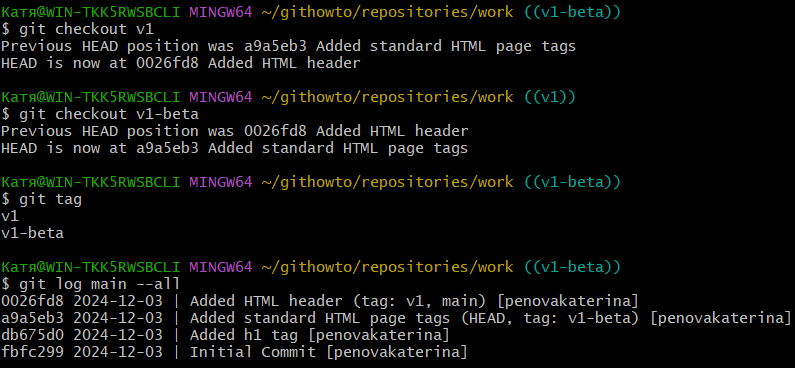 Катя@WIN-TKK5RWSBCLI MINGW64 ~/githowto/repositories/work ((v1-beta))
$ git checkout v1
Previous HEAD position was a9a5eb3 Added standard HTML page tags
HEAD is now at 0026fd8 Added HTML header
Катя@WIN-TKK5RWSBCLI MINGW64 ~/githowto/repositories/work ((v1))
$ git checkout v1-beta
Previous HEAD position was 0026fd8 Added HTML header
HEAD is now at a9a5eb3 Added standard HTML page tags
Катя@WIN-TKK5RWSBCLI MINGW64 ~/githowto/repositories/work ((v1-beta))
$ git tag
v1
v1-beta
Катя@WIN-TKK5RWSBCLI MINGW64 ~/githowto/repositories/work ((v1-beta))
$ git log main --all
0026fd8 2024-12-03 | Added HTML header (tag: v1, main) [penovakaterina]
a9a5eb3 2024-12-03 | Added standard HTML page tags (HEAD, tag: v1-beta) [penovakaterina]
db675d0 2024-12-03 | Added h1 tag [penovakaterina]
fbfc299 2024-12-03 | Initial Commit [penovakaterina]